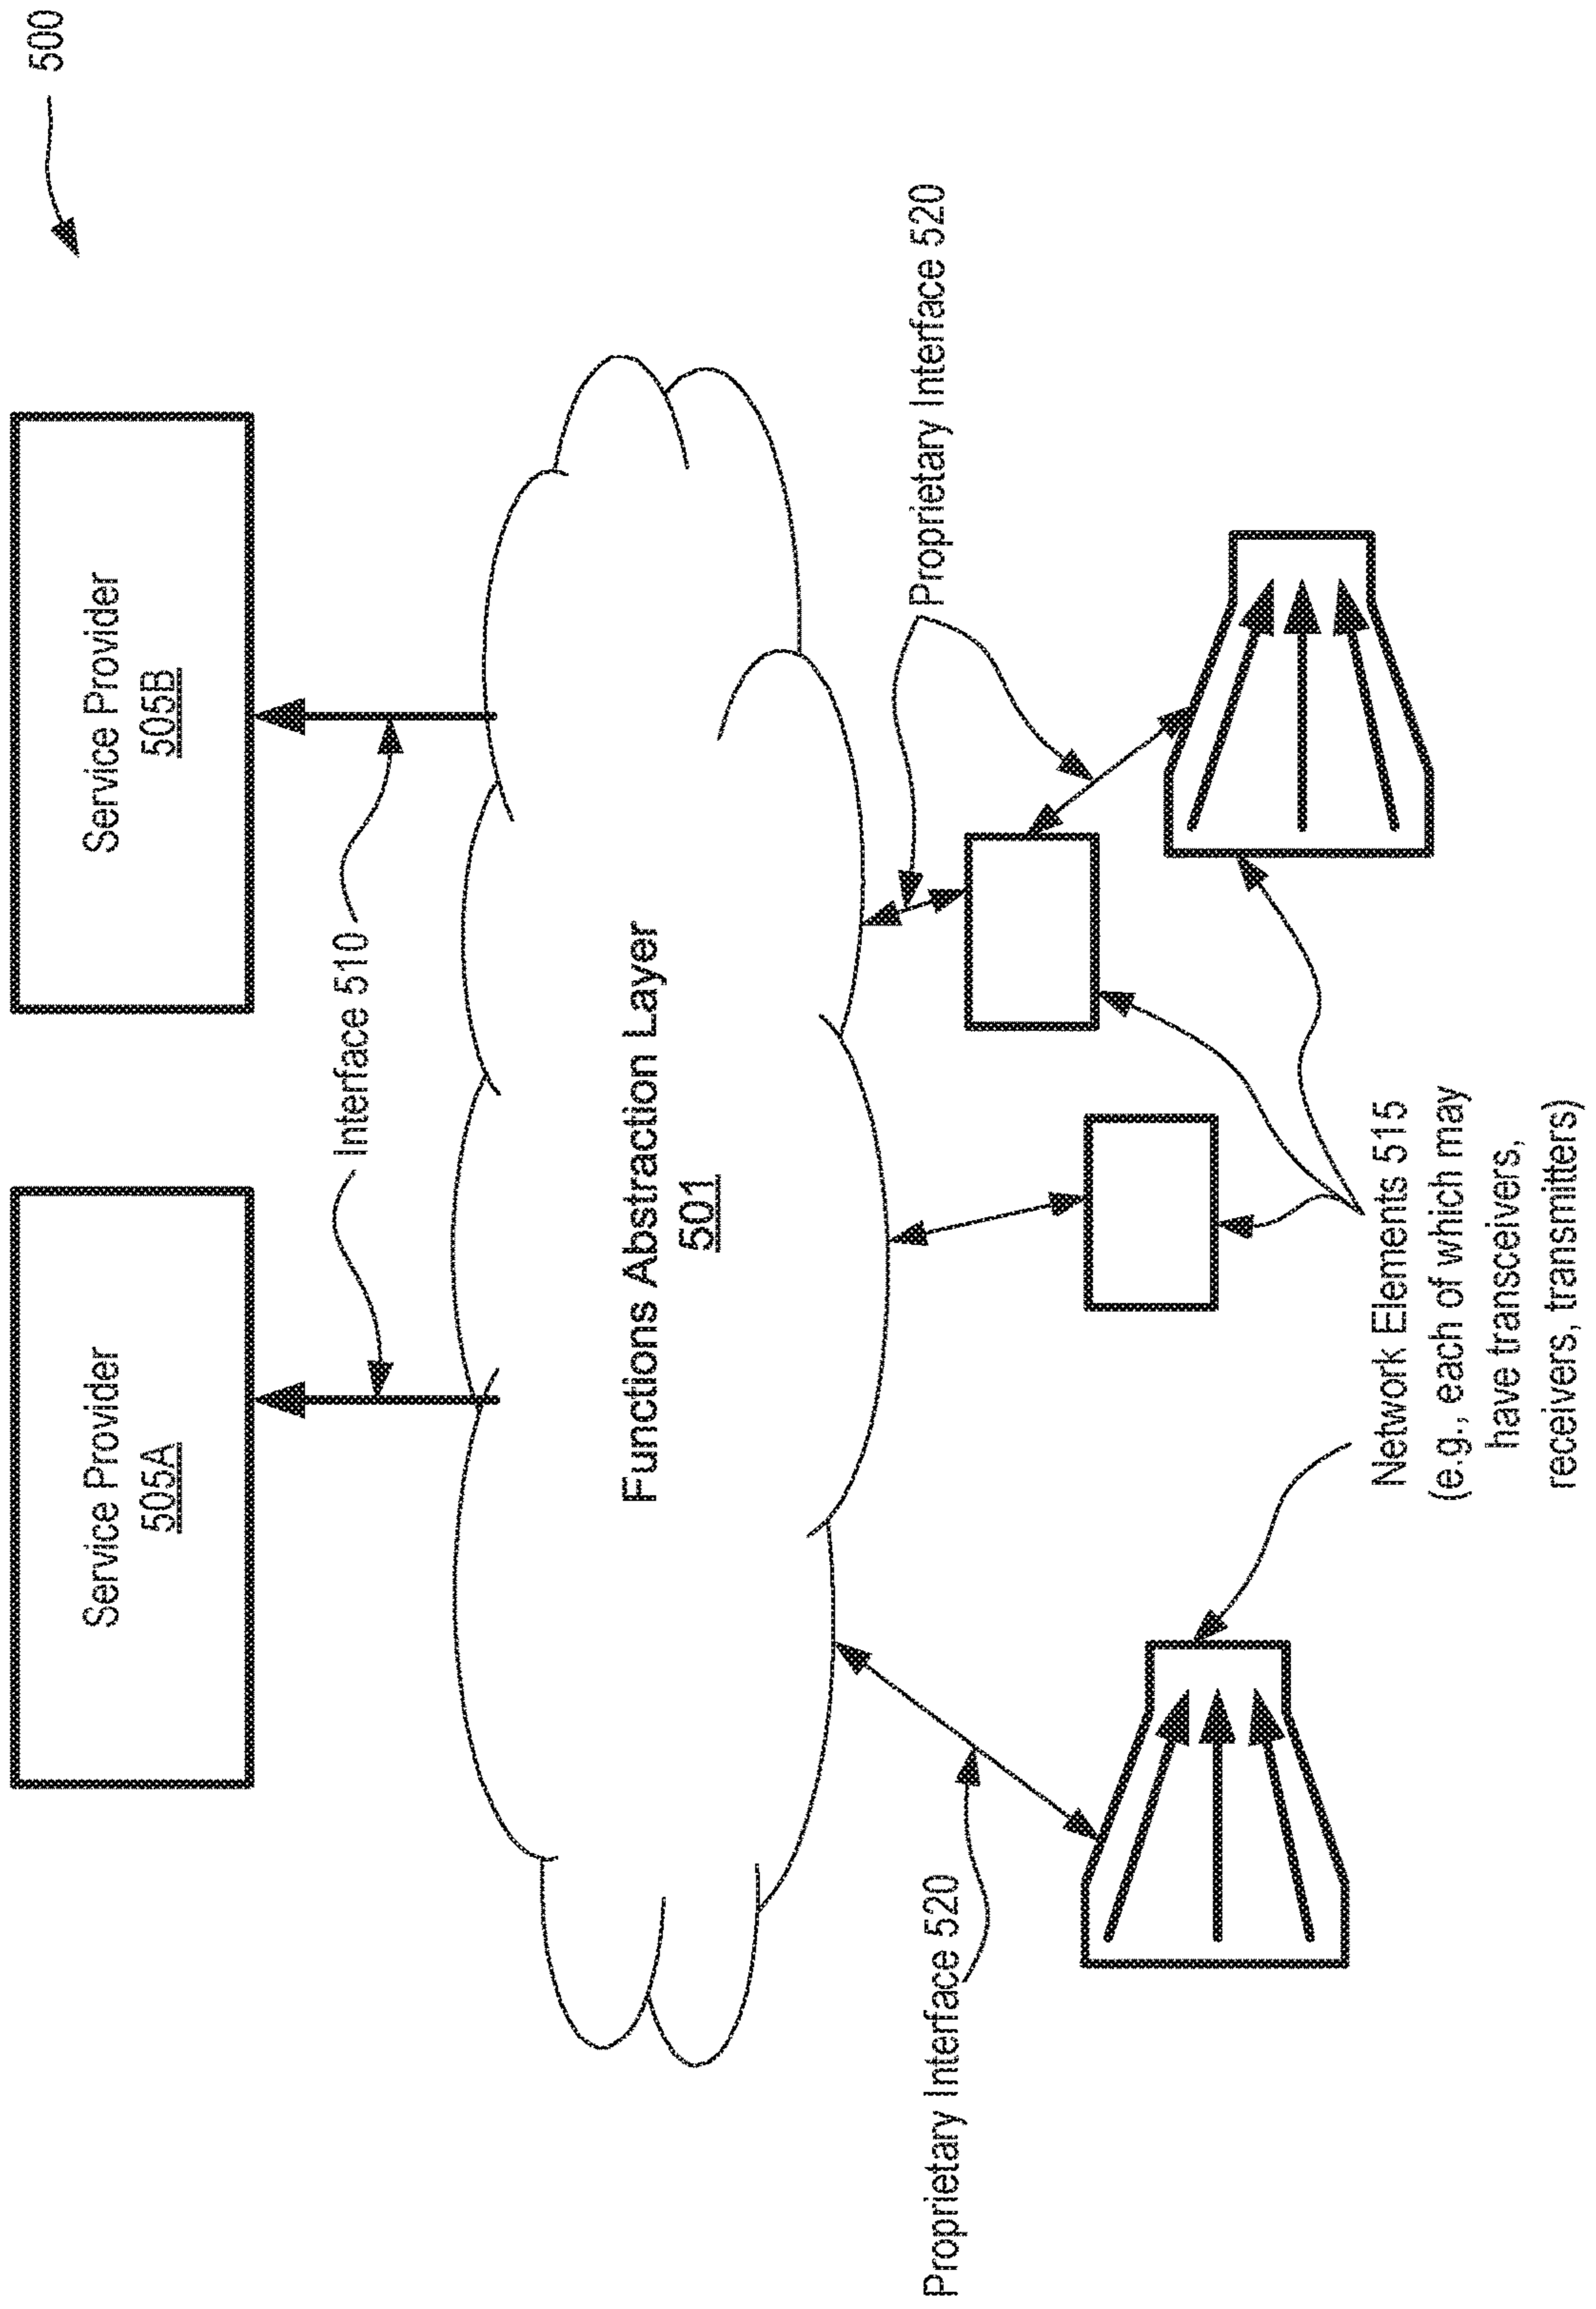 500
Service Provider
505A
Service Provider
505B
Interface 510
Functions Abstraction Layer
501
Proprietary Interface 520
Proprietary Interface 520
Network Elements 515
(e.g., each of which may
have transceivers,
receivers, transmitters)